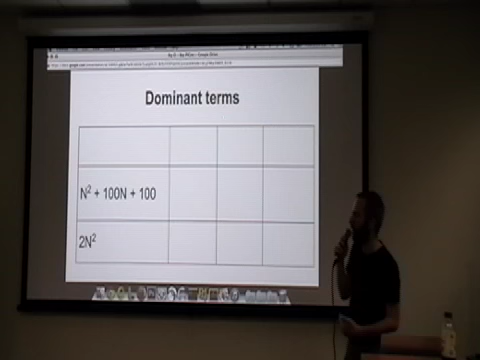 Dominant terms
N² + 100N + 100
2N²